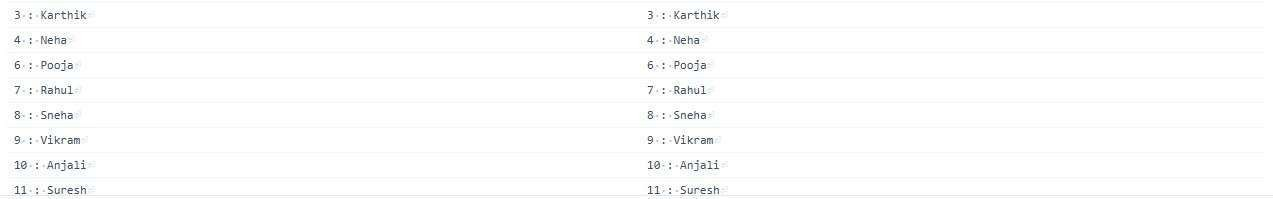 3 : Karthik
4 : Neha
6 : Pooja
7 : Rahul
8 : Sneha
9 : Vikram
10 : Anjali
11 : Suresh
3 : Karthik
4 : Neha
6 : Pooja
7 : Rahul
8 : Sneha
9 : Vikram
10 : Anjali
11 : Suresh